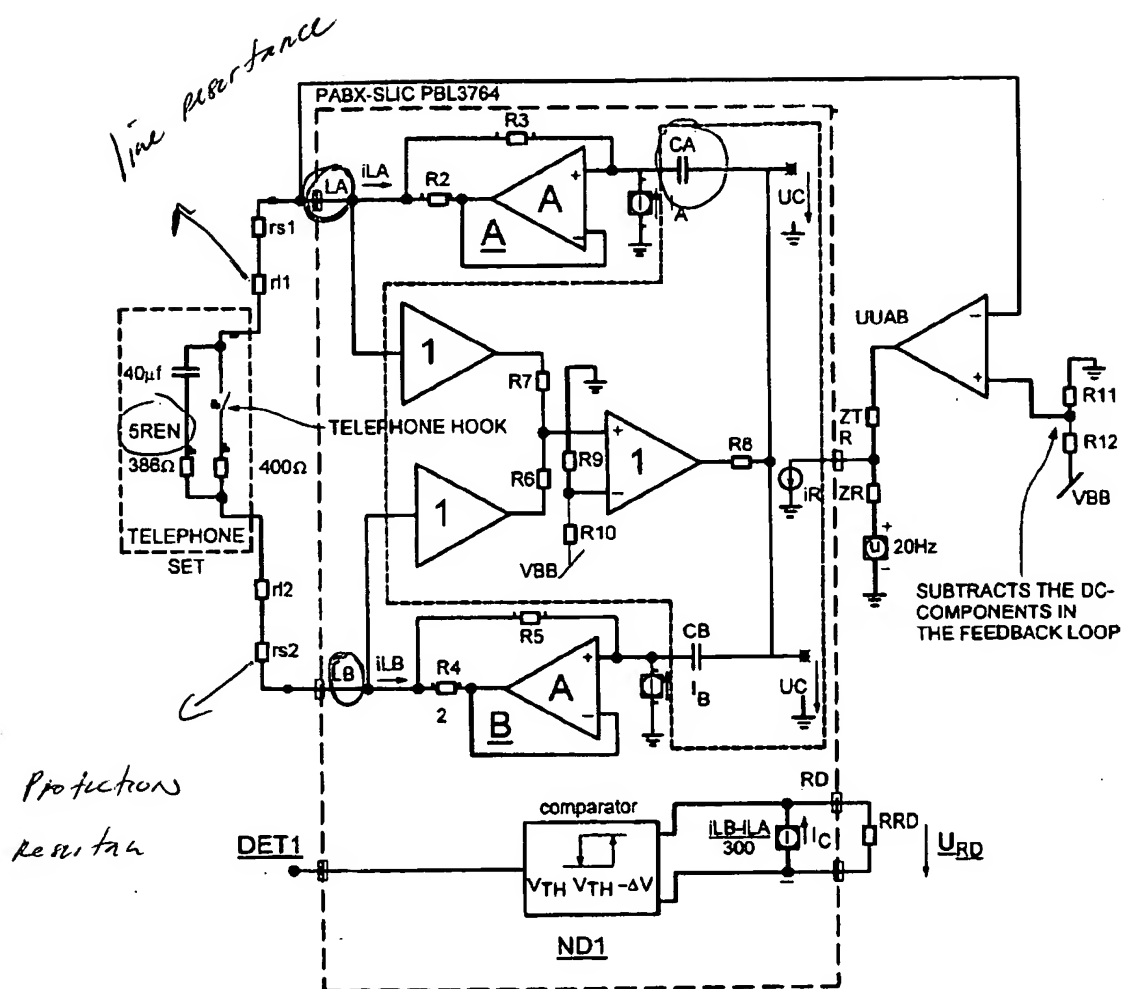 line resistance
PABX-SLIC PBL3764
R3
CA
LA
iLA
R2
A
A
IA
UC
rs1
rl1
UUAB
1
R7
R11
R12
VBB
40µf
5REN
386Ω
400Ω
TELEPHONE HOOK
TELEPHONE
SET
R9
R6
1
1
R8
R10
VBB
ZT
R
iR
ZR
u
20Hz
SUBTRACTS THE DC-
COMPONENTS IN
THE FEEDBACK LOOP
rl2
rs2
R5
CB
LB
iLB
R4
2
A
B
IB
UC
Protection
RD
comparator
iLB-iLA
300
IC
RRD
URD
DET1
VTH VTH -ΔV
ND1